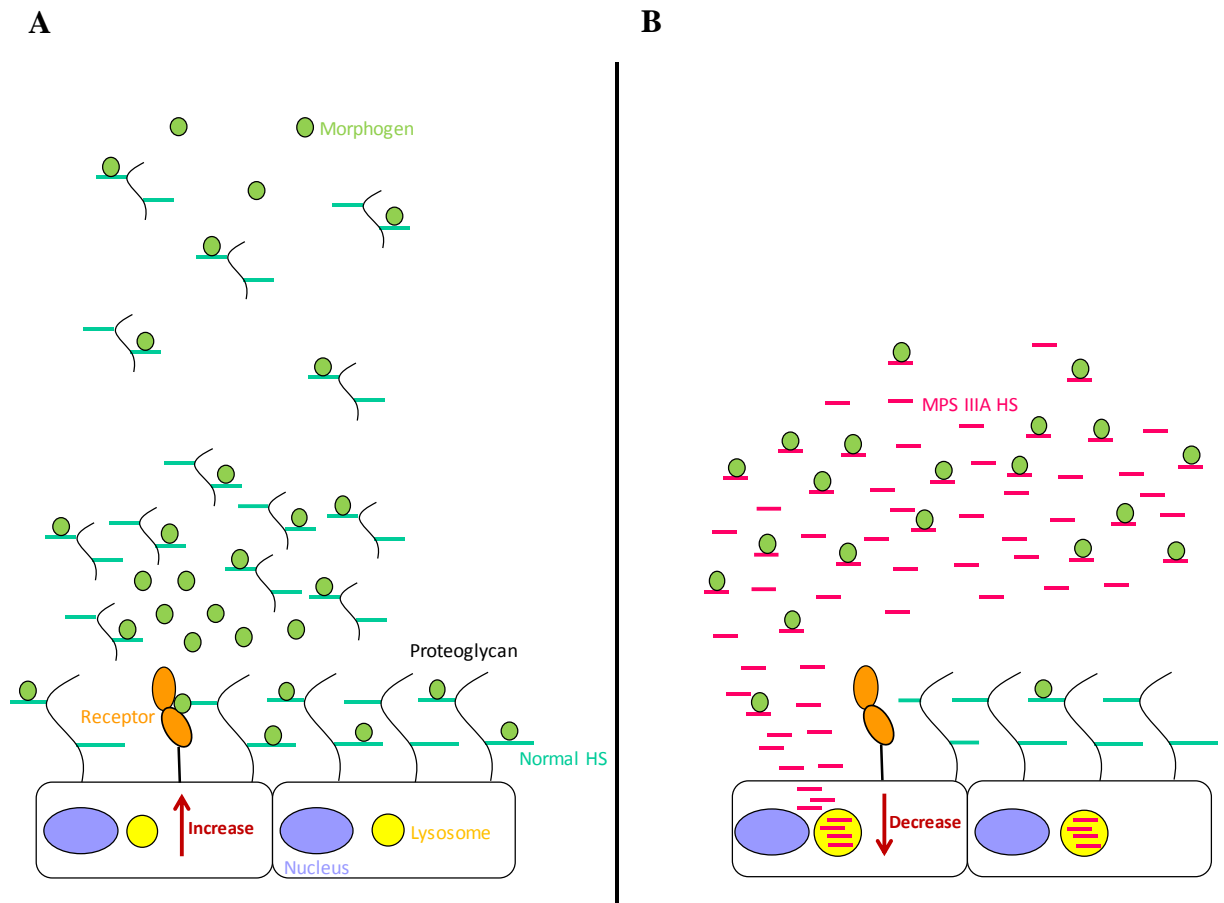 A
Morphogen
Proteoglycan
Receptor
Normal HS
Increase
Lysosome
Nucleus
B
MPS IIIA HS
Decrease